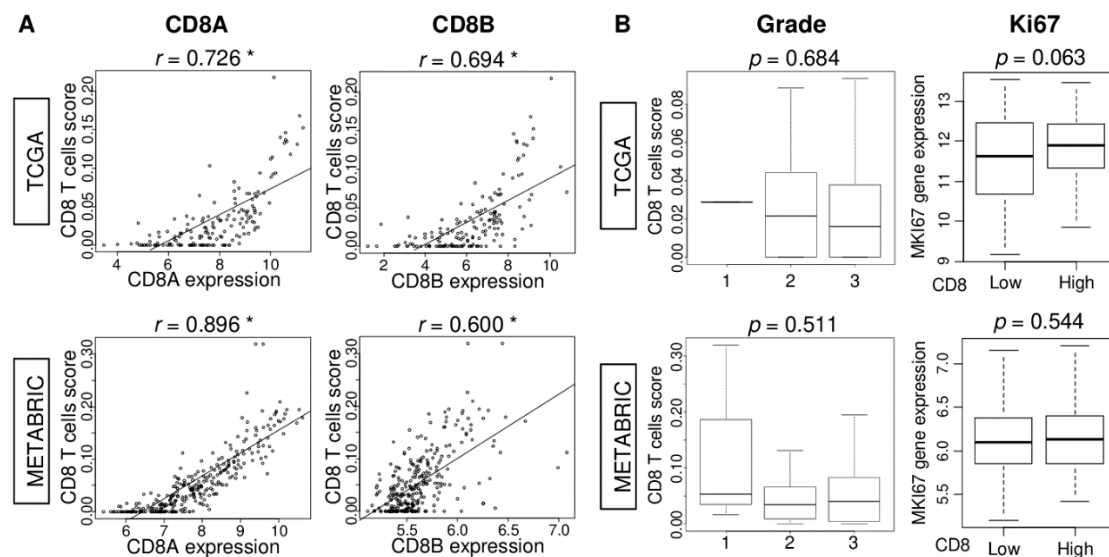 A
CD8A
CD8B
B
Grade
Ki67
TCGA
r = 0.726 *
CD8 T cells score
0.00
0.05
0.10
0.15
0.20
4 6 8 10
CD8A expression
r = 0.694 *
CD8 T cells score
0.00
0.05
0.10
0.15
0.20
2 4 6 8 10
CD8B expression
TCGA
p = 0.684
CD8 T cells score
0.00
0.02
0.04
0.08
1 2 3
p = 0.063
MKI67 gene expression
9
10
11
12
13
CD8 Low High
METABRIC
r = 0.896 *
CD8 T cells score
0.00
0.10
0.20
0.30
6 7 8 9 10
CD8A expression
r = 0.600 *
CD8 T cells score
0.00
0.10
0.20
0.30
5.5 6.0 6.5 7.0
CD8B expression
METABRIC
p = 0.511
CD8 T cells score
0.00
0.10
0.20
0.30
1 2 3
p = 0.544
MKI67 gene expression
5.5
6.0
6.5
7.0
CD8 Low High